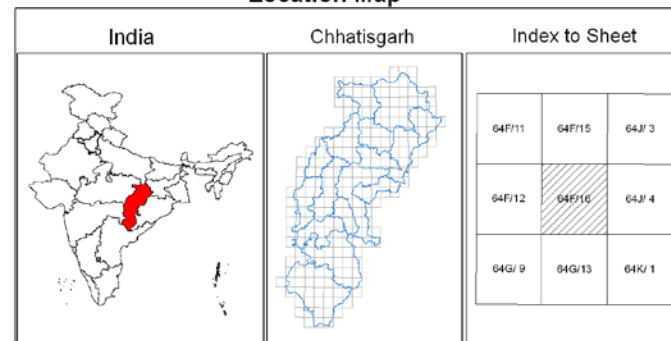 Location Map
India
Chhatisgarh
Index to Sheet
64F/11 64F/15 64J/ 3
64F/12 64F/16 64J/ 4
64G/ 9 64G/13 64K/ 1